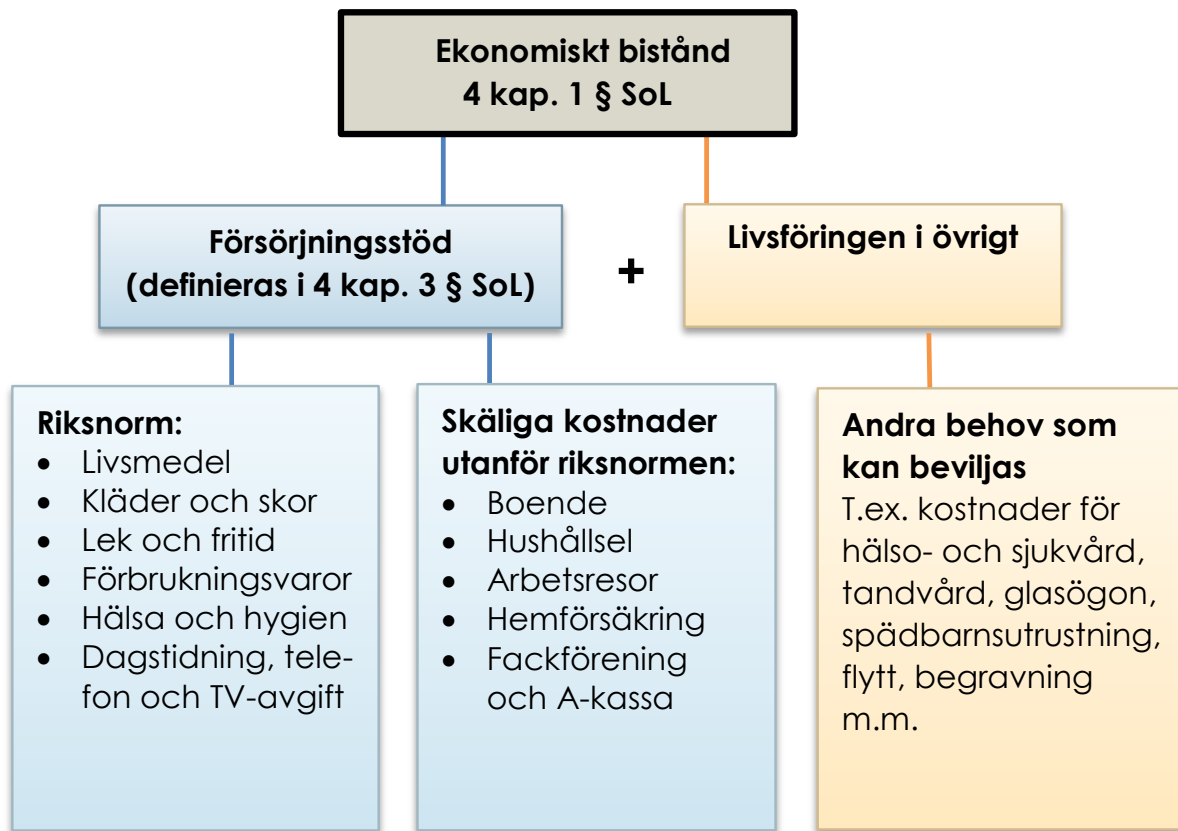 Ekonomiskt bistånd
4 kap. 1 § SoL
Försörjningsstöd
(definieras i 4 kap. 3 § SoL)
+
Livsföringen i övrigt
Riksnorm:
• Livsmedel
• Kläder och skor
• Lek och fritid
• Förbrukningsvaror
• Hälsa och hygien
• Dagstidning, tele-
fon och TV-avgift
Skäliga kostnader
utanför riksnormen:
• Boende
• Hushållsel
• Arbetsresor
• Hemförsäkring
• Fackförening
och A-kassa
Andra behov som
kan beviljas
T.ex. kostnader för
hälso- och sjukvård,
tandvård, glasögon,
spädbarnsutrustning,
flytt, begravning
m.m.